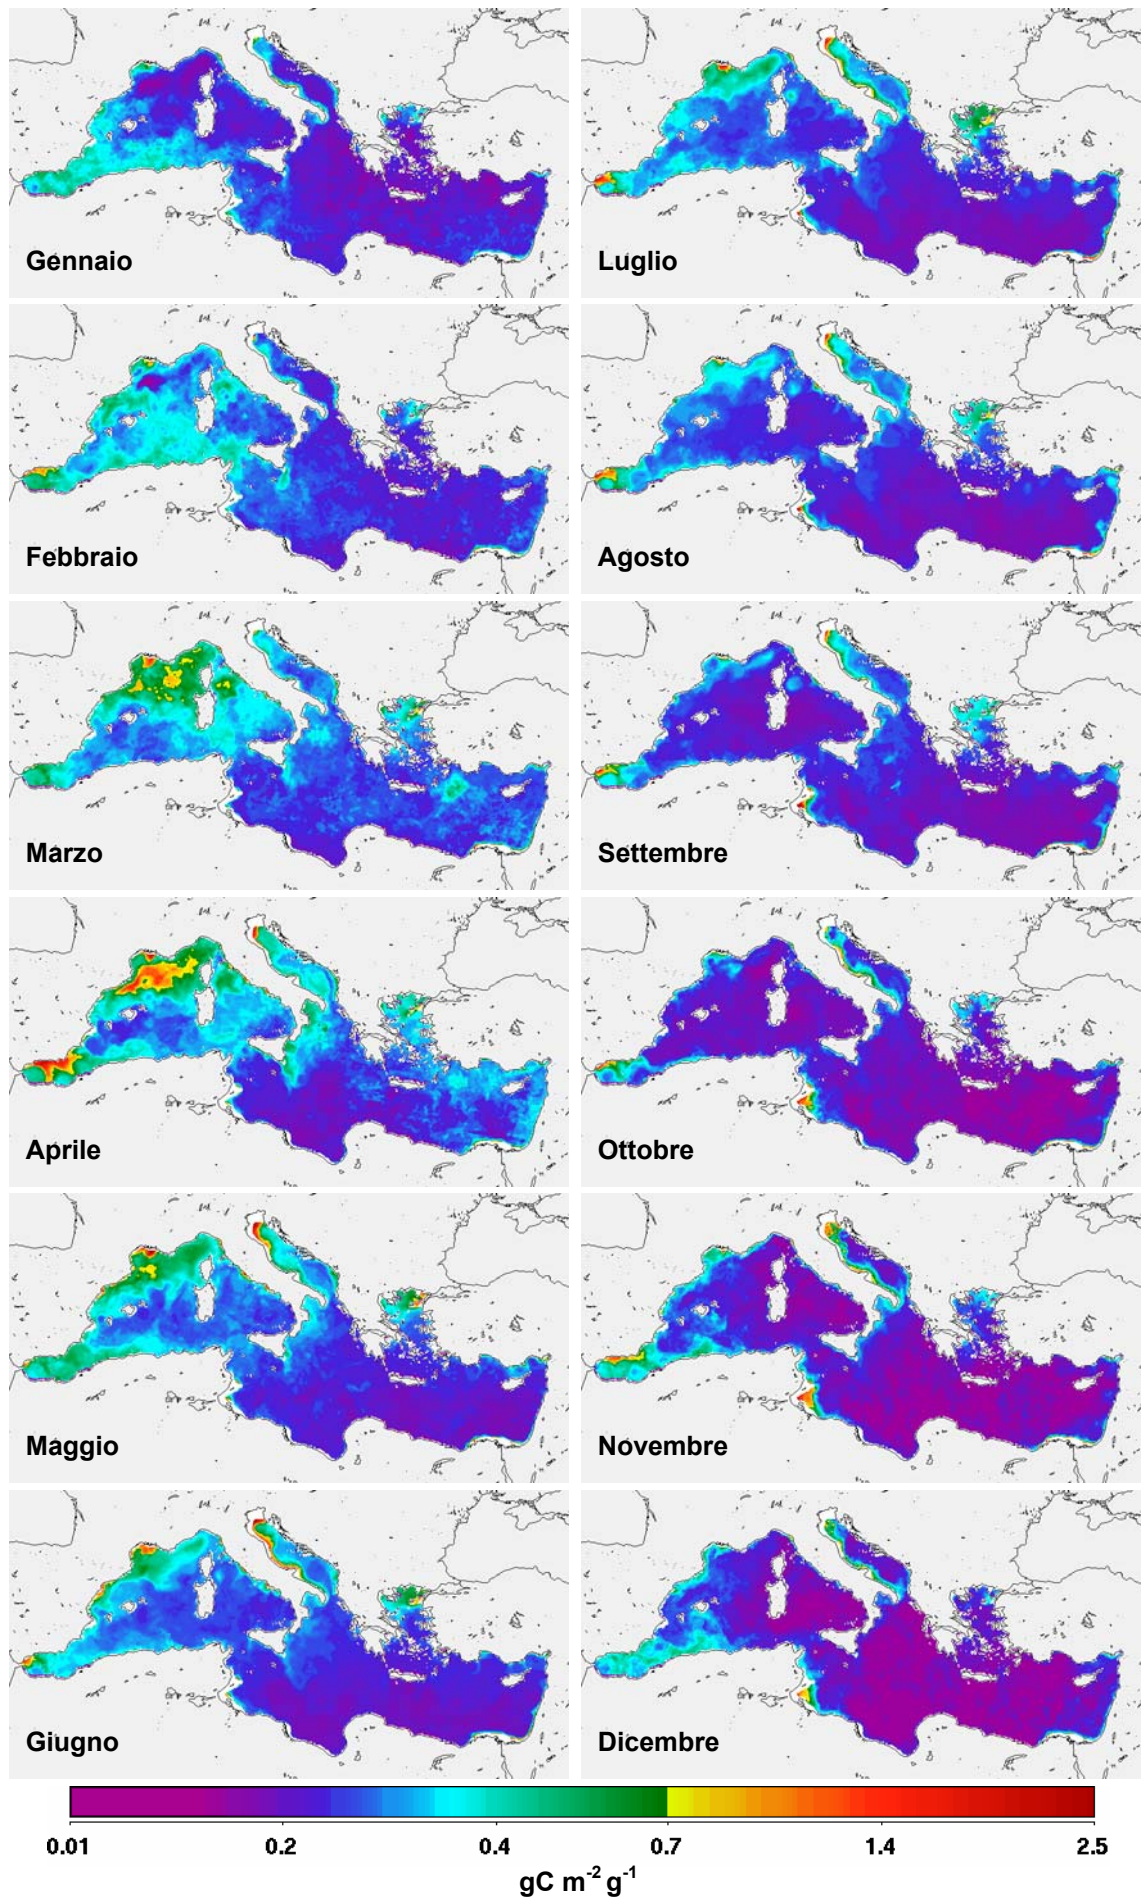 Gennaio
Luglio
Febbraio
Agosto
Marzo
Settembre
Aprile
Ottobre
Maggio
Novembre
Giugno
Dicembre
0.01 0.2 0.4 0.7 1.4 2.5
gC m⁻² g⁻¹